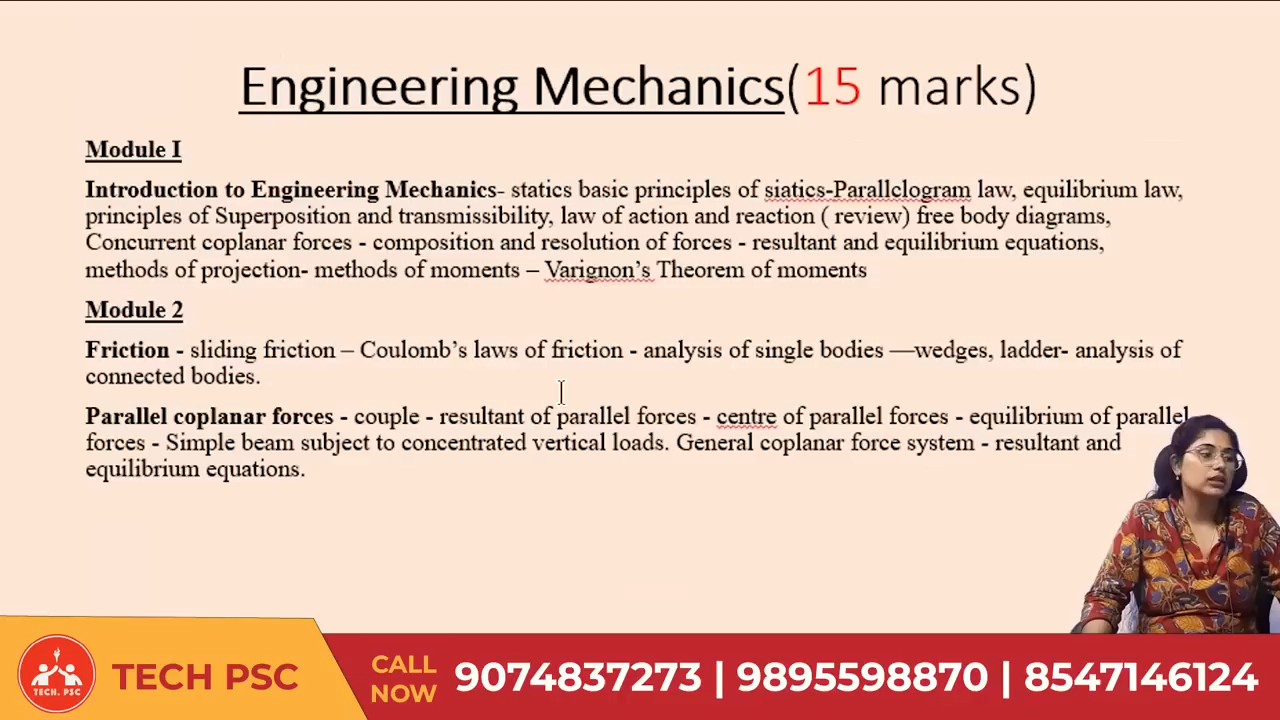 Engineering Mechanics(15 marks)
Module I
Introduction to Engineering Mechanics- statics basic principles of siatics-Parallclogram law, equilibrium law,
principles of Superposition and transmissibility, law of action and reaction ( review) free body diagrams,
Concurrent coplanar forces - composition and resolution of forces - resultant and equilibrium equations,
methods of projection- methods of moments – Varignon's Theorem of moments
Module 2
Friction - sliding friction – Coulomb's laws of friction - analysis of single bodies —wedges, ladder- analysis of
connected bodies.
Parallel coplanar forces - couple - resultant of parallel forces - centre of parallel forces - equilibrium of parallel
forces - Simple beam subject to concentrated vertical loads. General coplanar force system - resultant and
equilibrium equations.
TECH. PSC
TECH PSC
CALL
NOW
9074837273 | 9895598870 | 8547146124